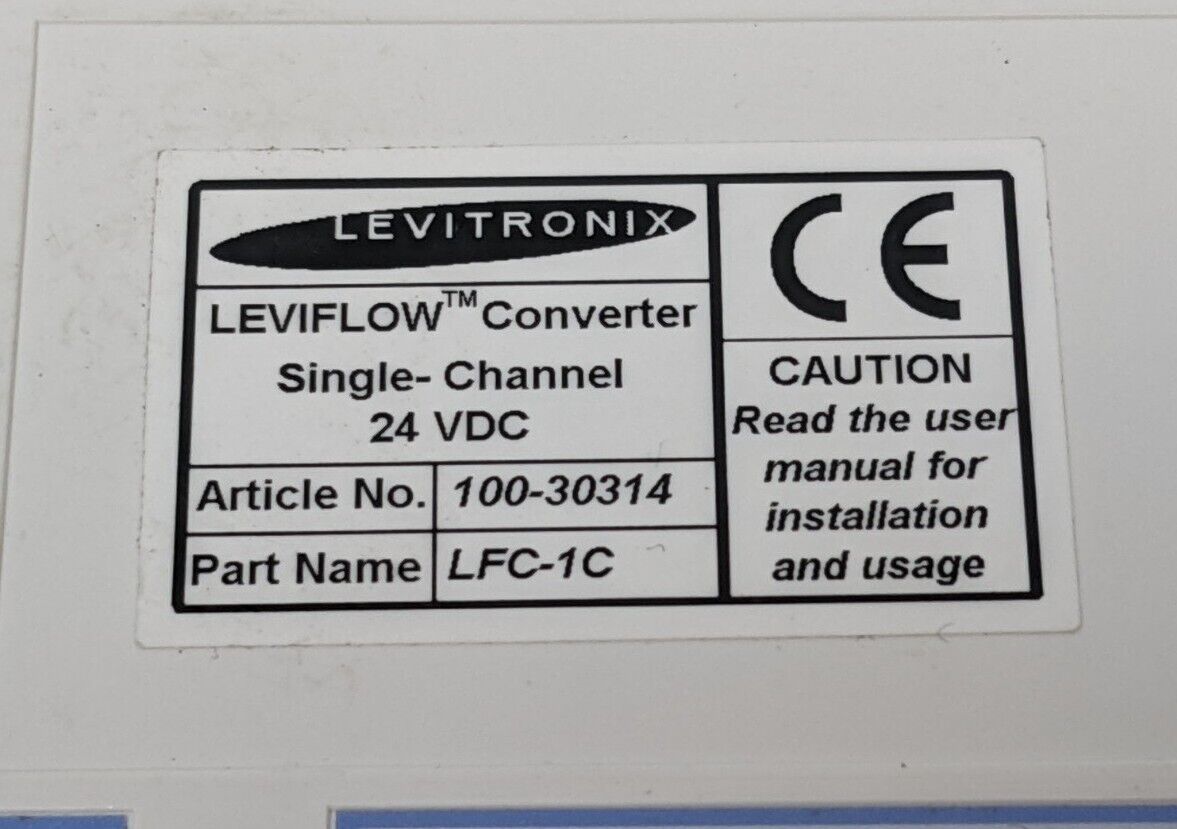 LEVITRONIX
LEVIFLOW™ Converter
Single- Channel
24 VDC
Article No. 100-30314
Part Name LFC-1C
CE
CAUTION
Read the user
manual for
installation
and usage